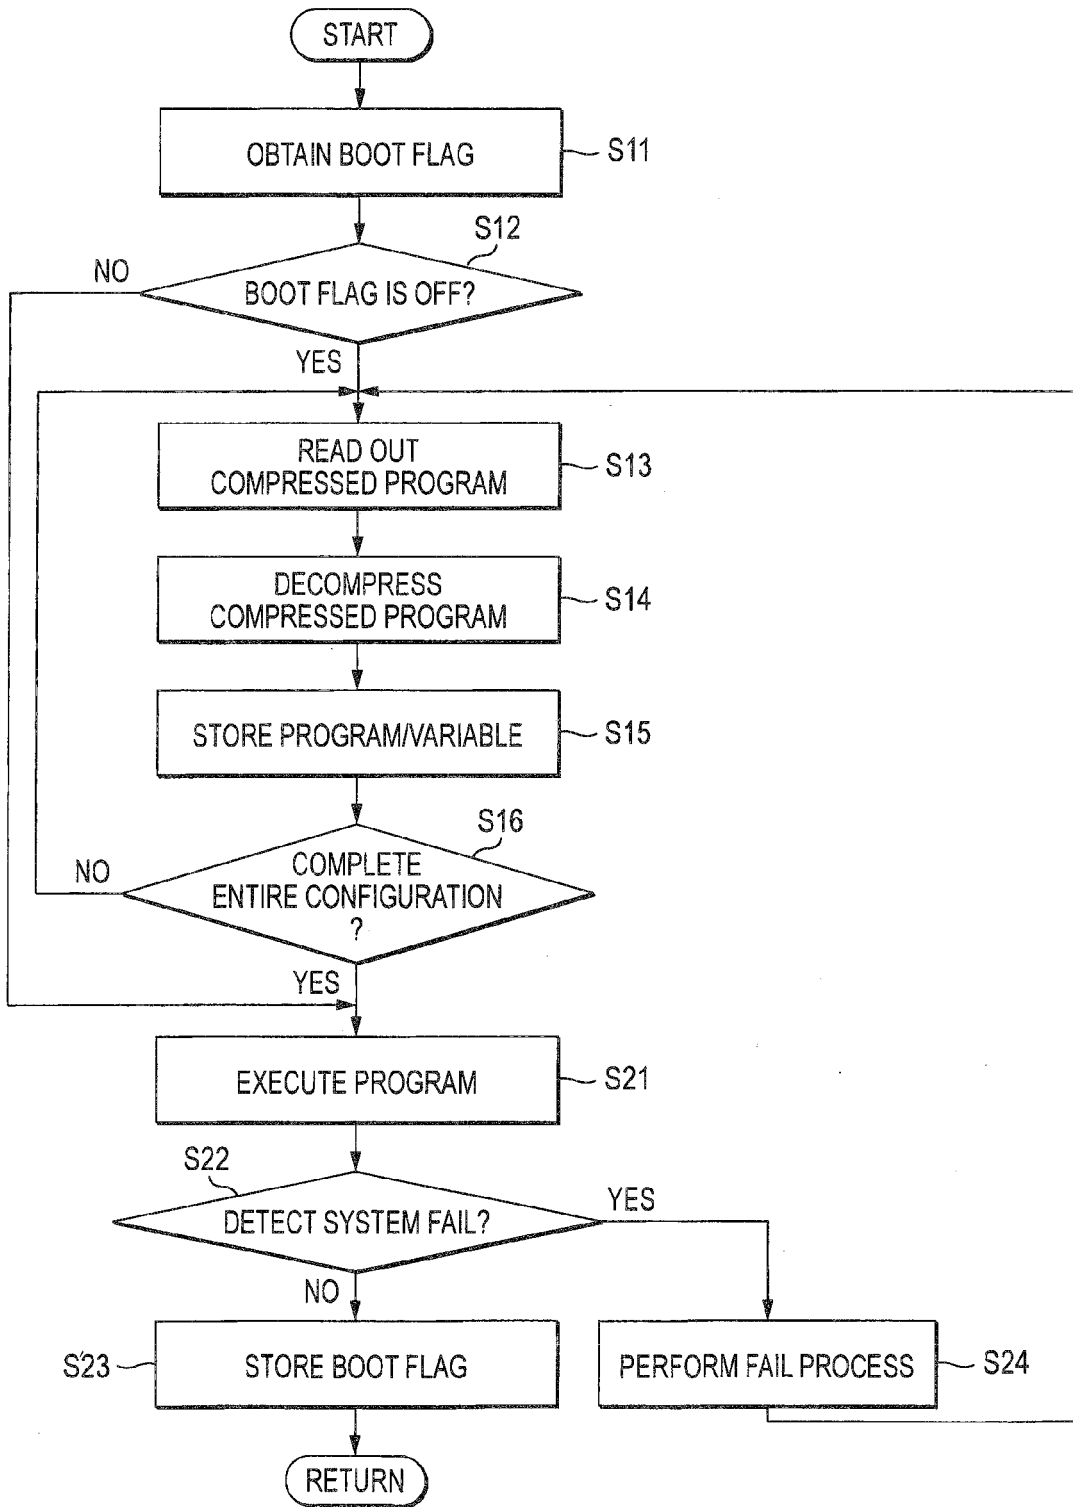 START
OBTAIN BOOT FLAG
S11
S12
NO
BOOT FLAG IS OFF?
YES
READ OUT
COMPRESSED PROGRAM
S13
DECOMPRESS
COMPRESSED PROGRAM
S14
STORE PROGRAM/VARIABLE
S15
S16
NO
COMPLETE
ENTIRE CONFIGURATION
?
YES
EXECUTE PROGRAM
S21
S22
DETECT SYSTEM FAIL?
YES
NO
S23
STORE BOOT FLAG
PERFORM FAIL PROCESS
S24
RETURN